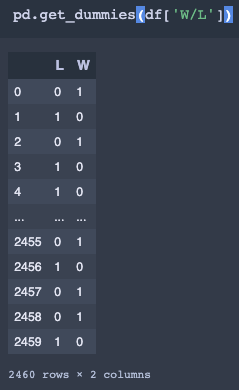 pd.get_dummies(df['W/L'])
L W
0 0 1
1 1 0
2 0 1
3 1 0
4 1 0
... ... ...
2455 0 1
2456 1 0
2457 0 1
2458 0 1
2459 1 0
2460 rows × 2 columns